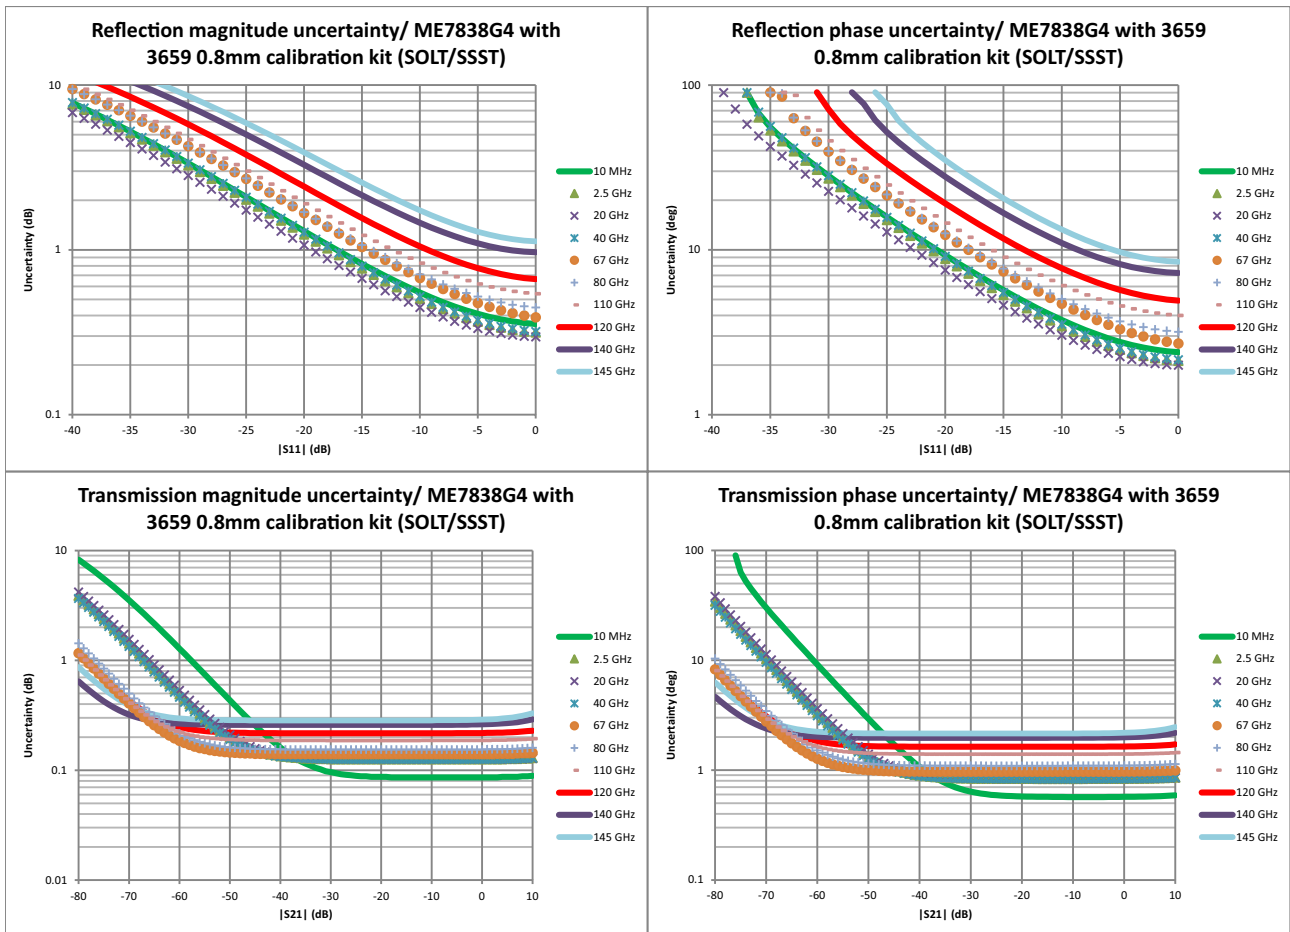 Reflection magnitude uncertainty/ ME7838G4 with
3659 0.8mm calibration kit (SOLT/SSST)
10
1
0.1
Uncertainty (dB)
-40 -35 -30 -25 -20 -15 -10 -5 0
|S11| (dB)
10 MHz
2.5 GHz
20 GHz
40 GHz
67 GHz
80 GHz
110 GHz
120 GHz
140 GHz
145 GHz
Reflection phase uncertainty/ ME7838G4 with 3659
0.8mm calibration kit (SOLT/SSST)
100
10
1
Uncertainty (deg)
-40 -35 -30 -25 -20 -15 -10 -5 0
|S11| (dB)
10 MHz
2.5 GHz
20 GHz
40 GHz
67 GHz
80 GHz
110 GHz
120 GHz
140 GHz
145 GHz
Transmission magnitude uncertainty/ ME7838G4 with
3659 0.8mm calibration kit (SOLT/SSST)
10
1
0.1
0.01
Uncertainty (dB)
-80 -70 -60 -50 -40 -30 -20 -10 0 10
|S21| (dB)
10 MHz
2.5 GHz
20 GHz
40 GHz
67 GHz
80 GHz
110 GHz
120 GHz
140 GHz
145 GHz
Transmission phase uncertainty/ ME7838G4 with 3659
0.8mm calibration kit (SOLT/SSST)
100
10
1
0.1
Uncertainty (deg)
-80 -70 -60 -50 -40 -30 -20 -10 0 10
|S21| (dB)
10 MHz
2.5 GHz
20 GHz
40 GHz
67 GHz
80 GHz
110 GHz
120 GHz
140 GHz
145 GHz